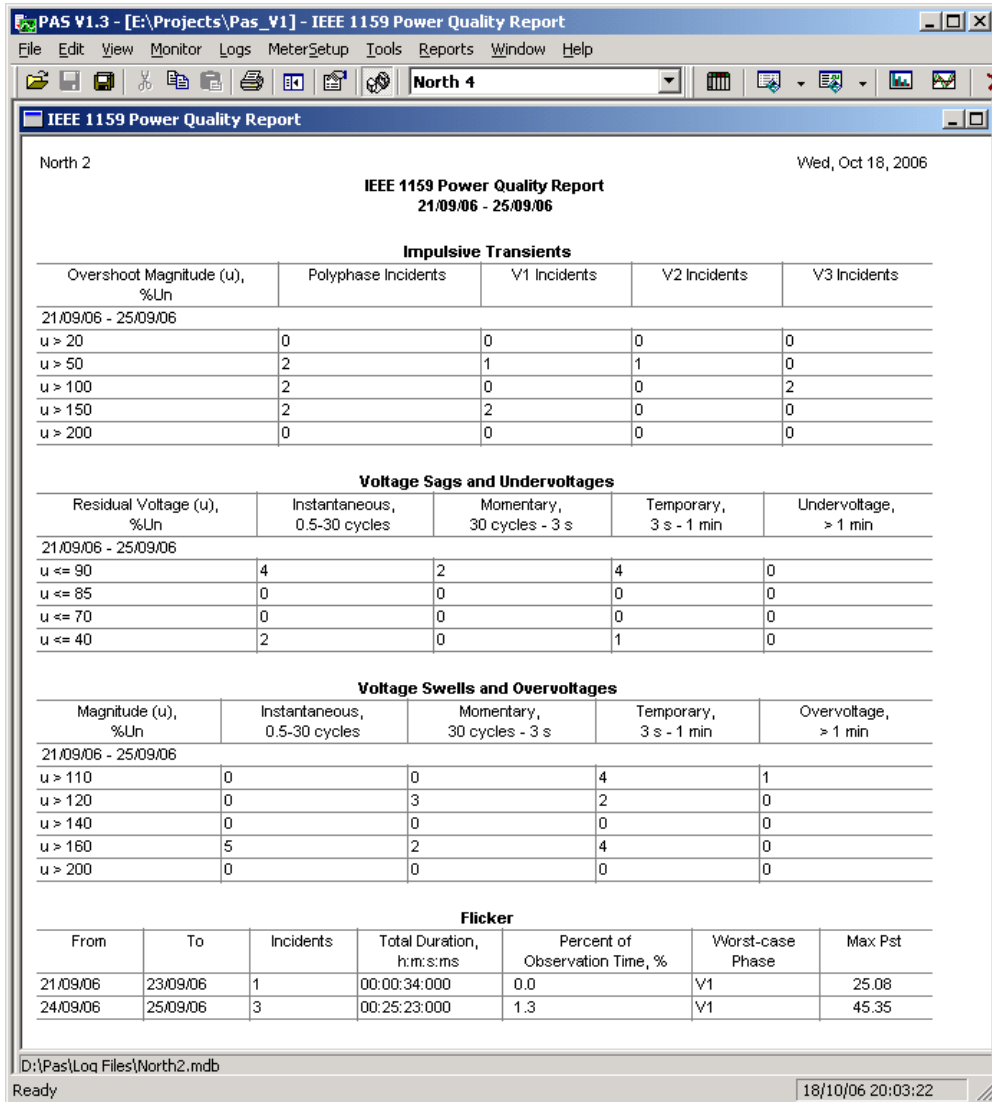 PAS V1.3 - [E:\Projects\Pas_V1] - IEEE 1159 Power Quality Report
File Edit View Monitor Logs MeterSetup Tools Reports Window Help
North 4
IEEE 1159 Power Quality Report
North 2 Wed, Oct 18, 2006
IEEE 1159 Power Quality Report
21/09/06 - 25/09/06
Impulsive Transients
Overshoot Magnitude (u), Polyphase Incidents V1 Incidents V2 Incidents V3 Incidents
%Un
21/09/06 - 25/09/06
u > 20 0 0 0 0
u > 50 2 1 1 0
u > 100 2 0 0 2
u > 150 2 2 0 0
u > 200 0 0 0 0
Voltage Sags and Undervoltages
Residual Voltage (u), Instantaneous, Momentary, Temporary, Undervoltage,
%Un 0.5-30 cycles 30 cycles - 3 s 3 s - 1 min > 1 min
21/09/06 - 25/09/06
u <= 90 4 2 4 0
u <= 85 0 0 0 0
u <= 70 0 0 0 0
u <= 40 2 0 1 0
Voltage Swells and Overvoltages
Magnitude (u), Instantaneous, Momentary, Temporary, Overvoltage,
%Un 0.5-30 cycles 30 cycles - 3 s 3 s - 1 min > 1 min
21/09/06 - 25/09/06
u > 110 0 0 4 1
u > 120 0 3 2 0
u > 140 0 0 0 0
u > 160 5 2 4 0
u > 200 0 0 0 0
Flicker
From To Incidents Total Duration, Percent of Worst-case Max Pst
h:m:s:ms Observation Time, % Phase
21/09/06 23/09/06 1 00:00:34:000 0.0 V1 25.08
24/09/06 25/09/06 3 00:25:23:000 1.3 V1 45.35
D:\Pas\Log Files\North2.mdb
Ready 18/10/06 20:03:22